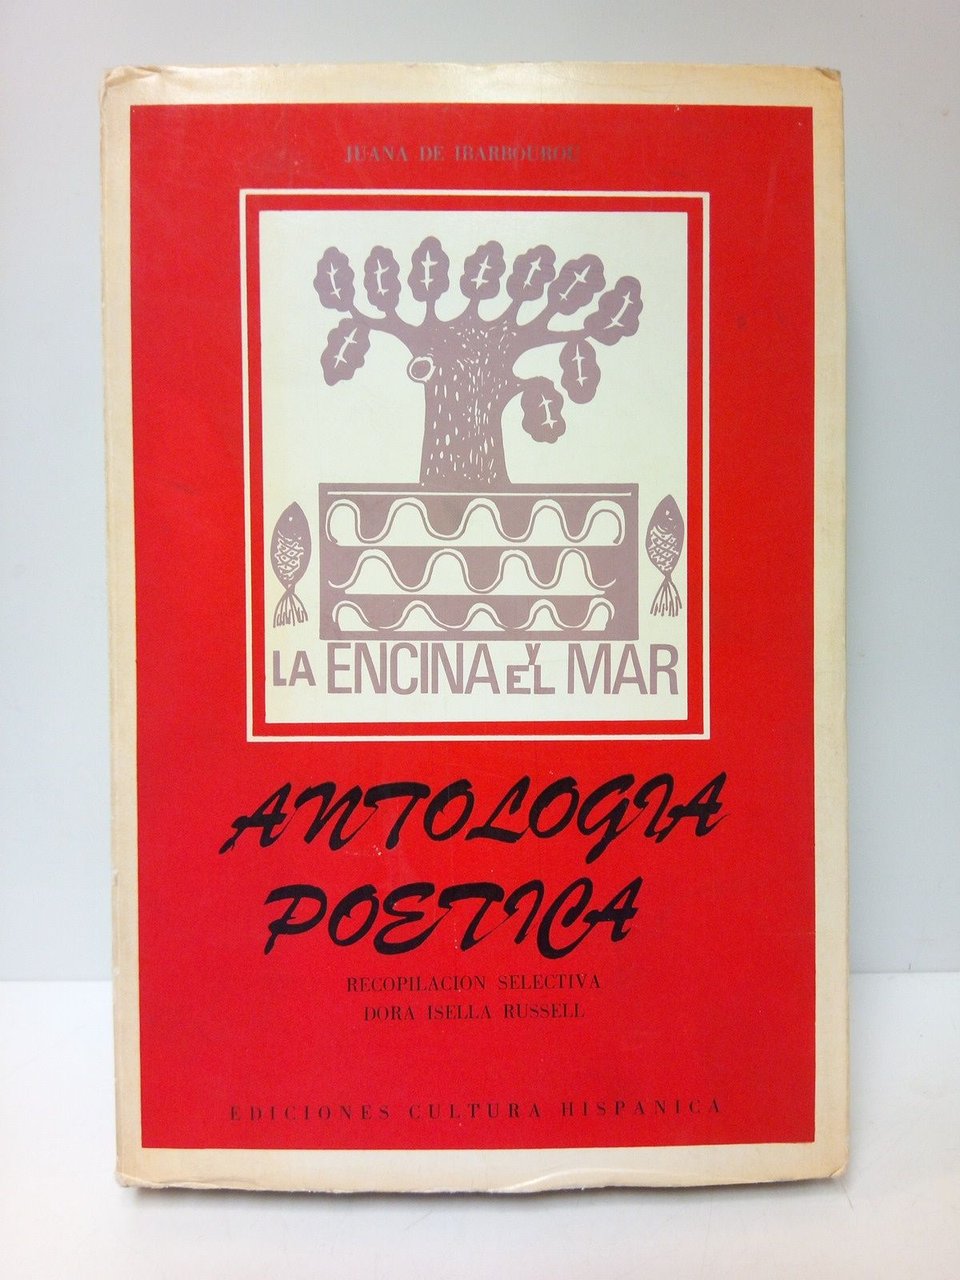 JUANA DE IBARBOUROU
LA ENCINA Y EL MAR
ANTOLOGIA
POETICA
RECOPILACION SELECTIVA
DORA ISELLA RUSSELL
EDICIONES CULTURA HISPANICA